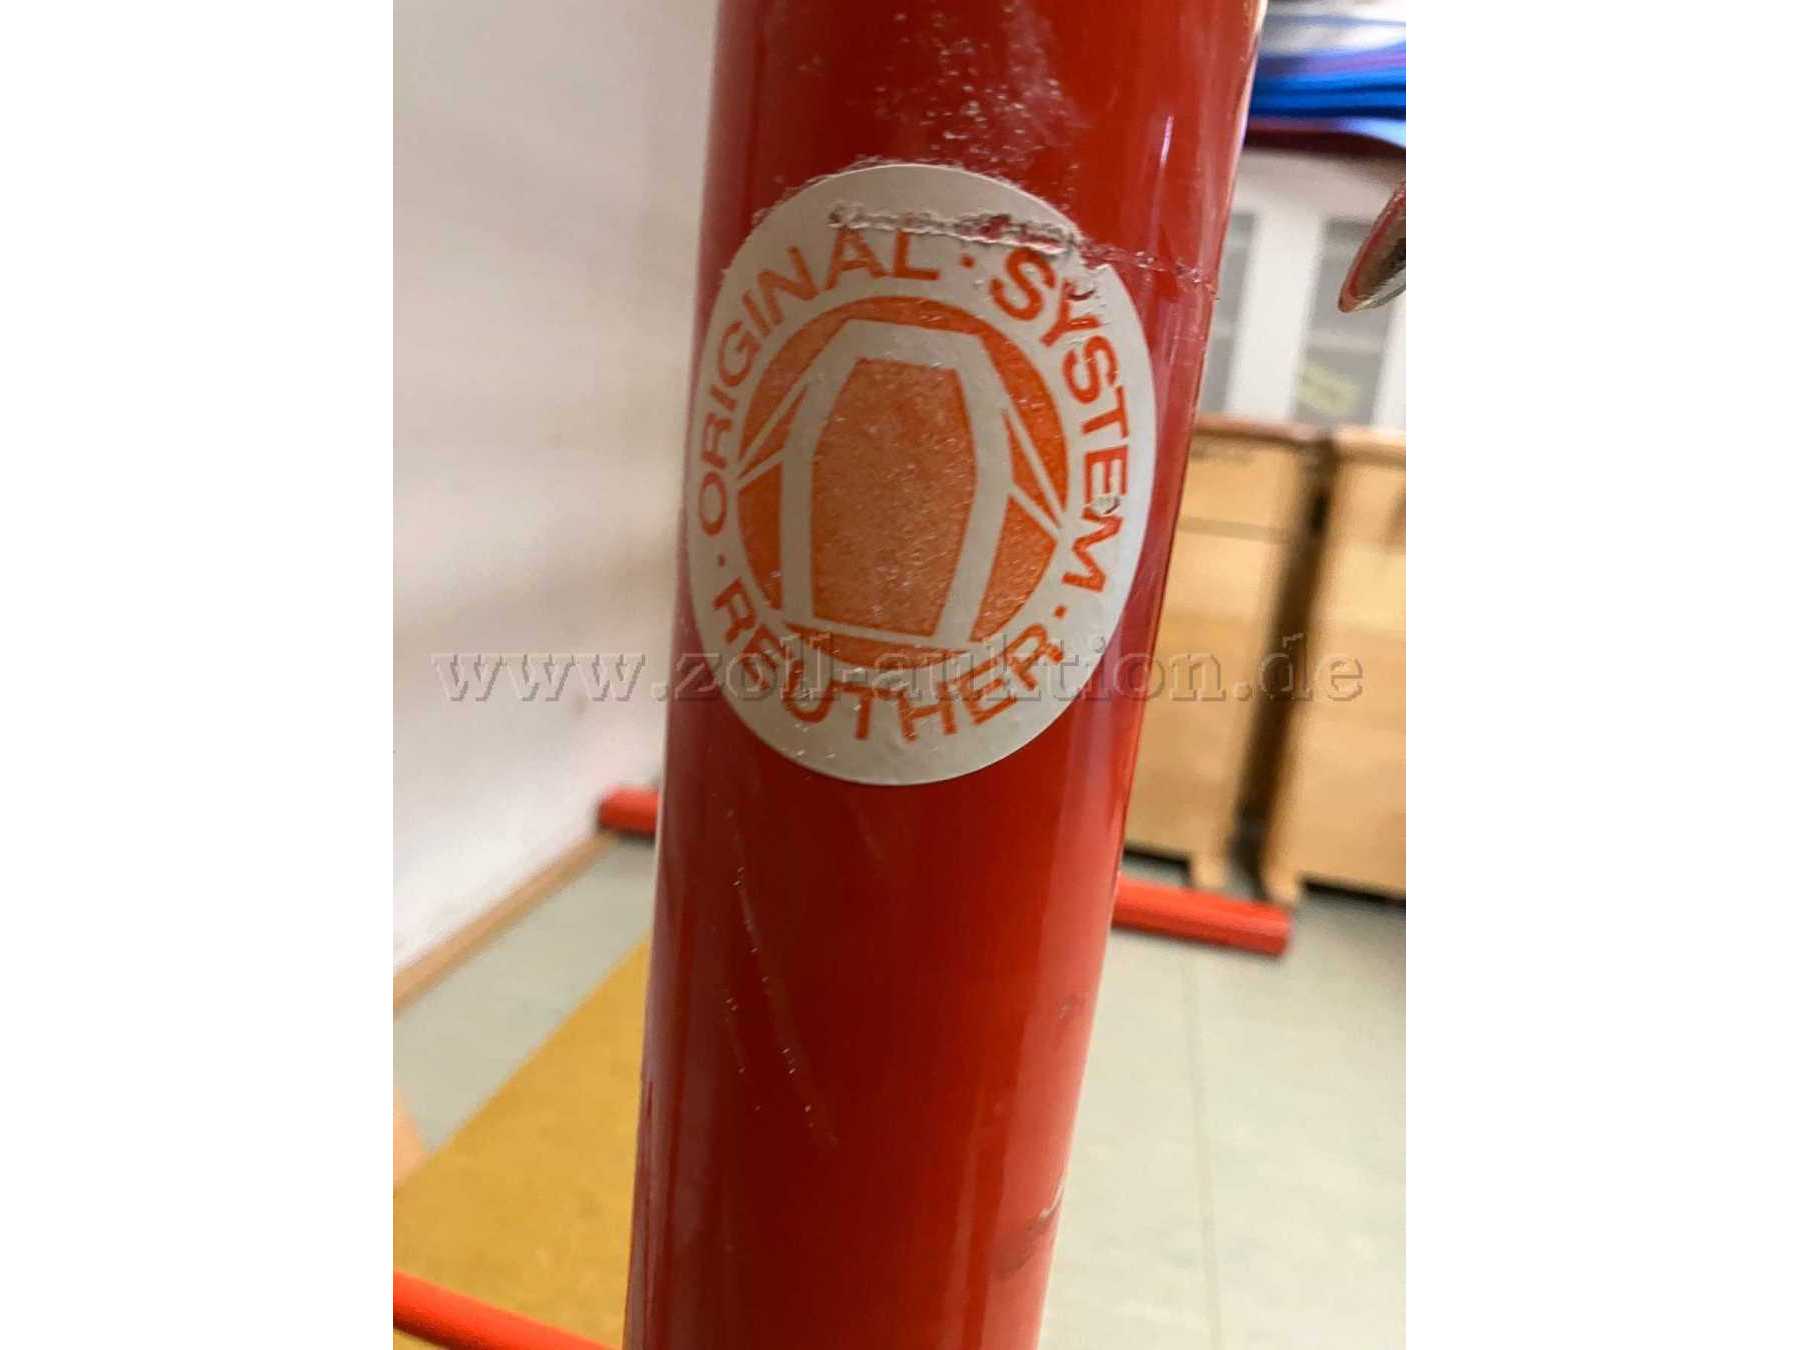 ORIGINAL · SYSTEM
· REUTHER ·
www.zoll-auktion.de